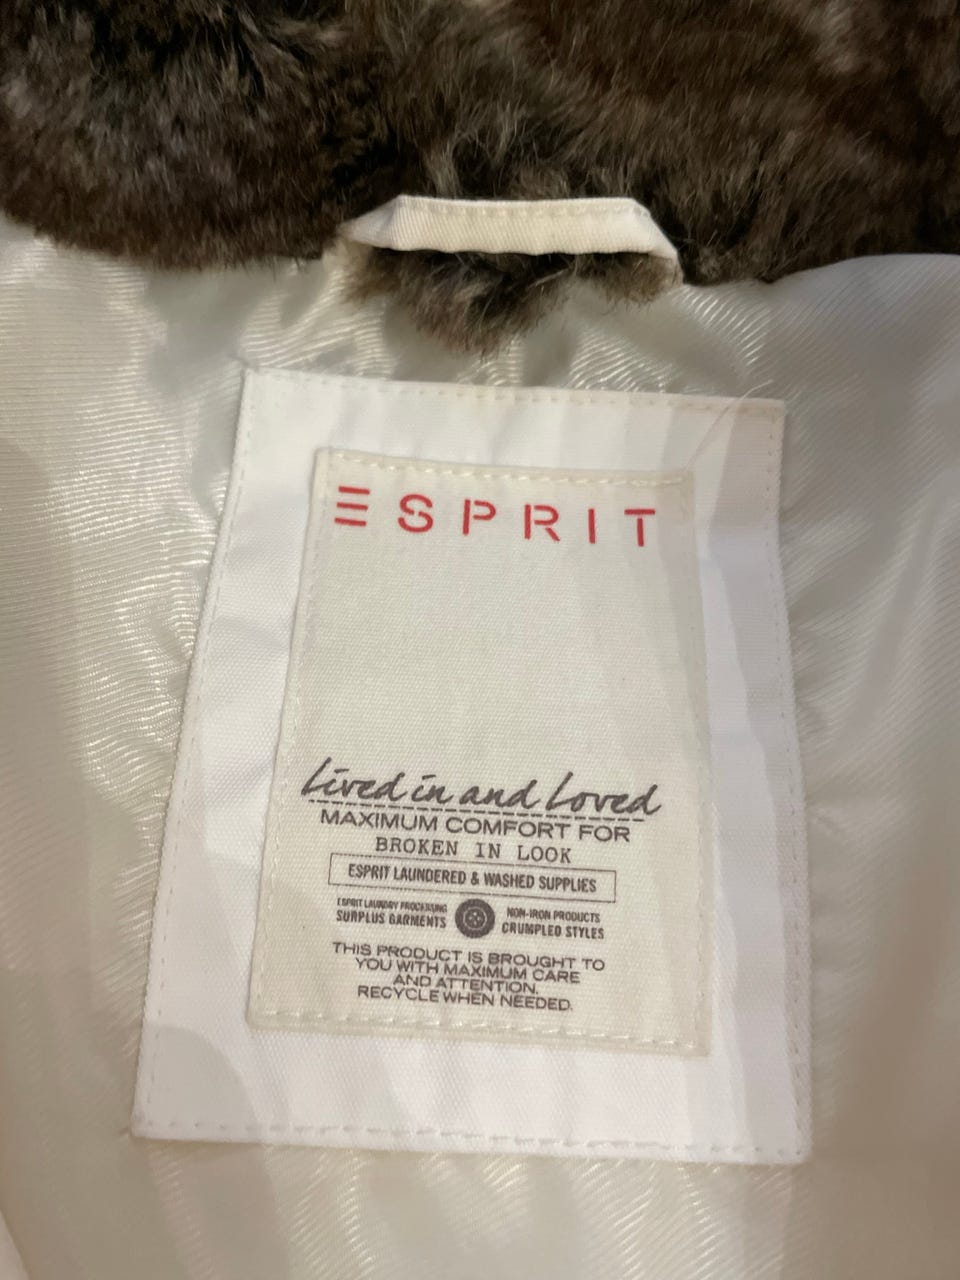 ESPRIT
Lived in and Loved
MAXIMUM COMFORT FOR
BROKEN IN LOOK
ESPRIT LAUNDERED & WASHED SUPPLIES
ESPRIT LAUNDRY PROCESSING
SURPLUS GARMENTS
NON-IRON PRODUCTS
CRUMPLED STYLES
THIS PRODUCT IS BROUGHT TO
YOU WITH MAXIMUM CARE
AND ATTENTION.
RECYCLE WHEN NEEDED.